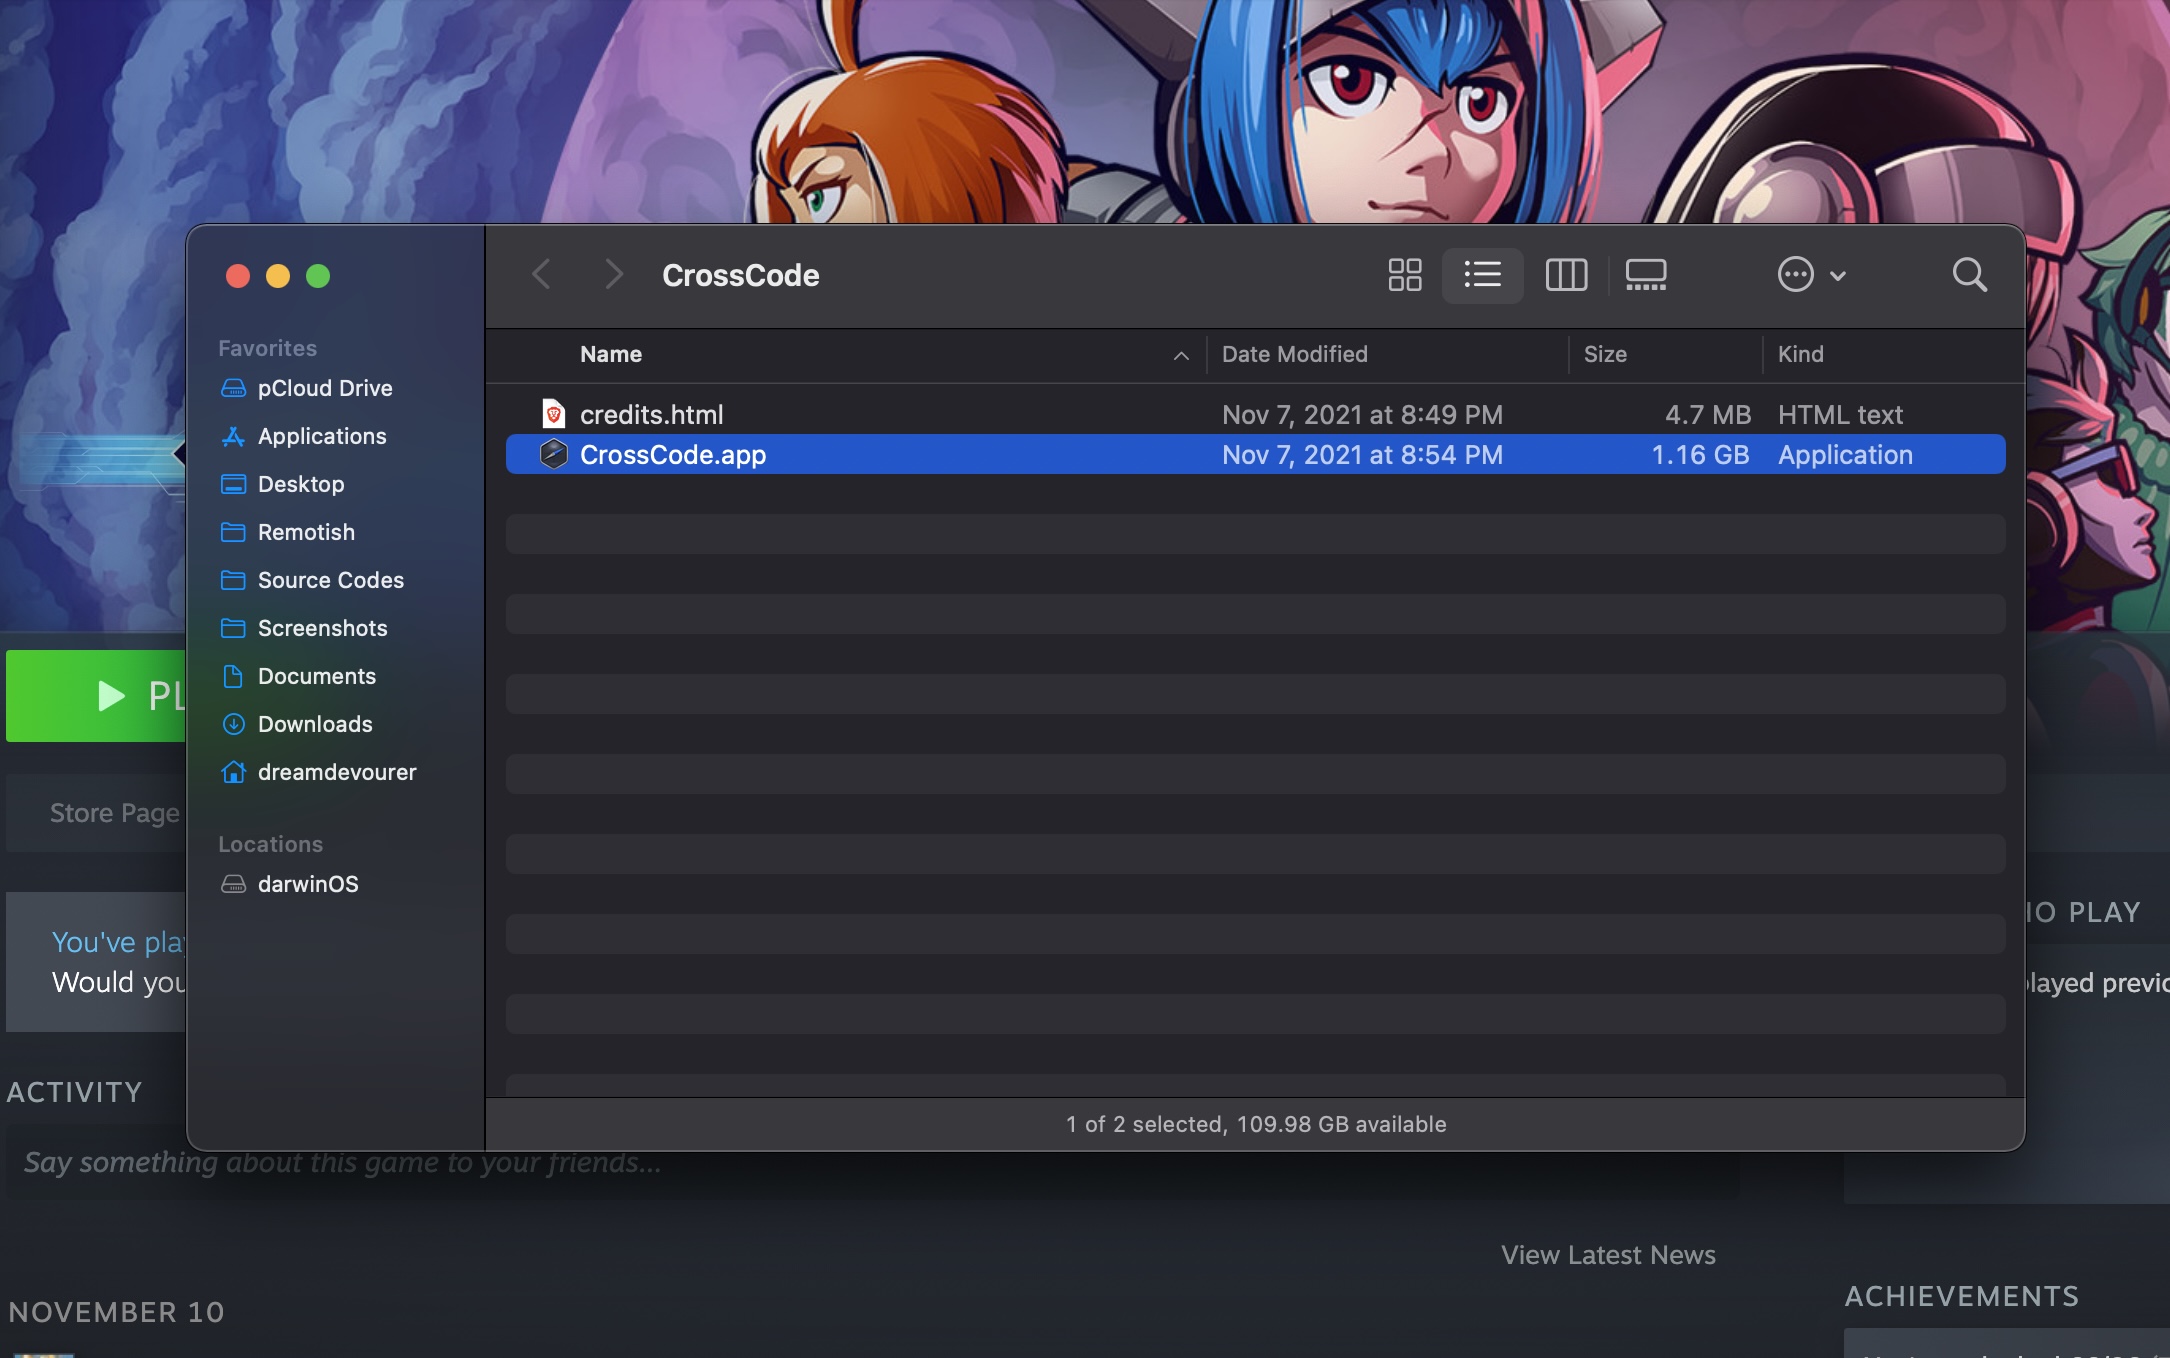 CrossCode
Favorites
pCloud Drive
Applications
Desktop
Remotish
Source Codes
Screenshots
Documents
Downloads
dreamdevourer
Locations
darwinOS
Name Date Modified Size Kind
credits.html Nov 7, 2021 at 8:49 PM 4.7 MB HTML text
CrossCode.app Nov 7, 2021 at 8:54 PM 1.16 GB Application
1 of 2 selected, 109.98 GB available
PL
Store Page
You've play
Would you
IO PLAY
layed previo
ACTIVITY
Say something about this game to your friends...
View Latest News
NOVEMBER 10
ACHIEVEMENTS